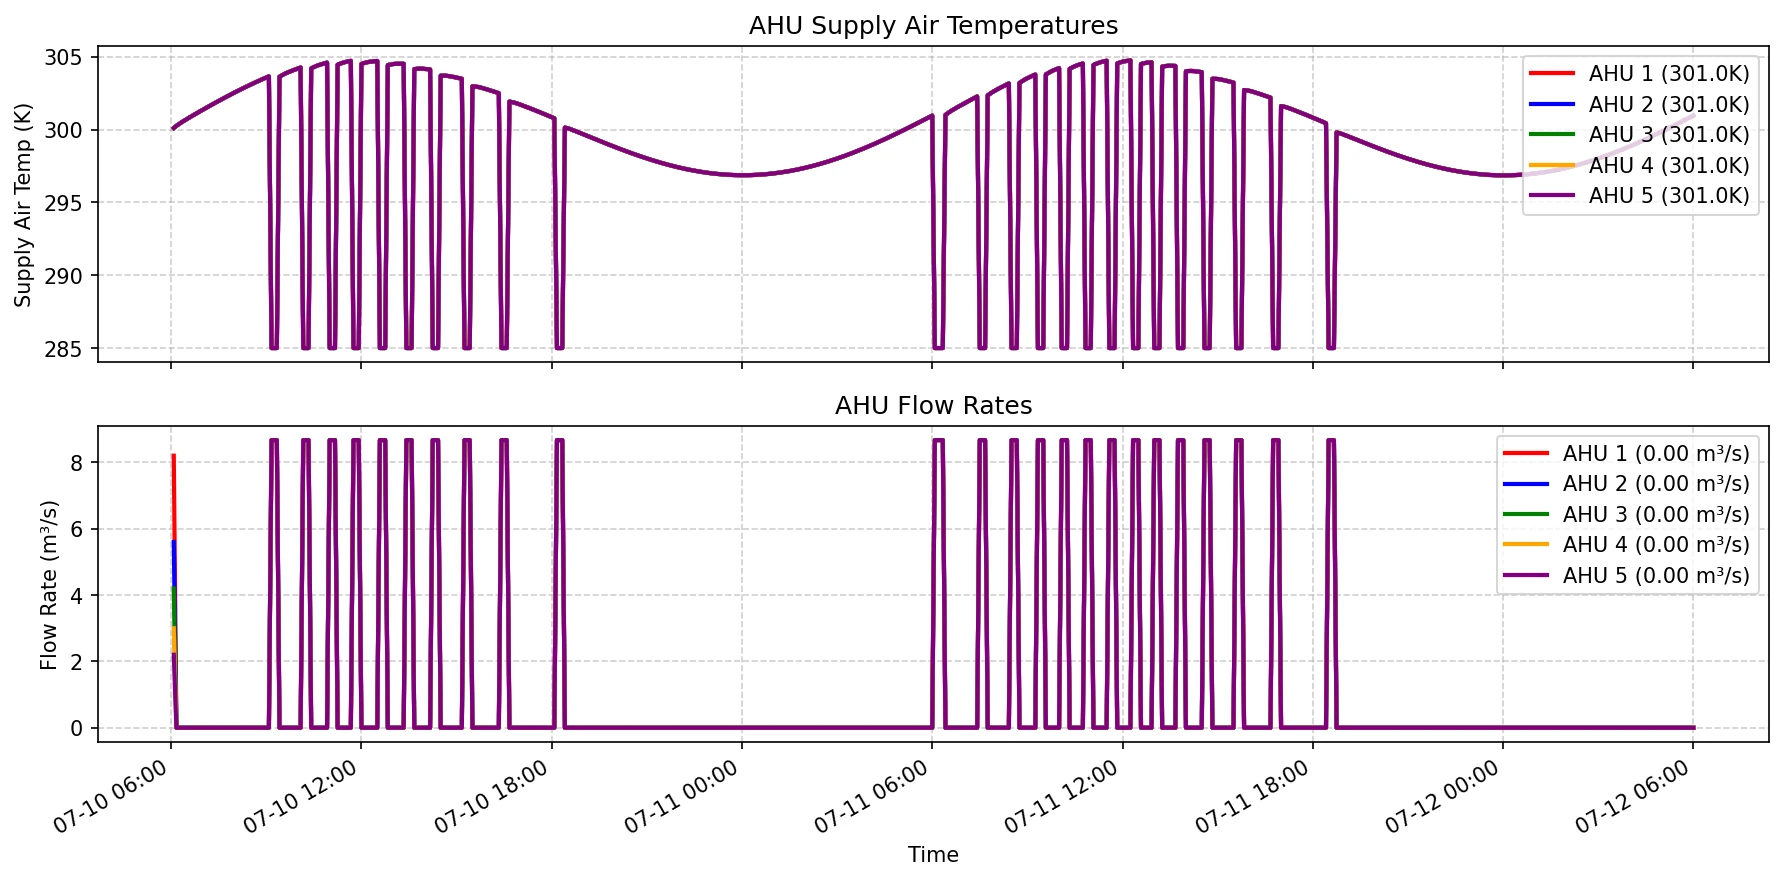 AHU Supply Air Temperatures
Supply Air Temp (K)
305
300
295
290
285
AHU 1 (301.0K)
AHU 2 (301.0K)
AHU 3 (301.0K)
AHU 4 (301.0K)
AHU 5 (301.0K)
AHU Flow Rates
Flow Rate (m³/s)
8
6
4
2
0
AHU 1 (0.00 m³/s)
AHU 2 (0.00 m³/s)
AHU 3 (0.00 m³/s)
AHU 4 (0.00 m³/s)
AHU 5 (0.00 m³/s)
07-10 06:00
07-10 12:00
07-10 18:00
07-11 00:00
07-11 06:00
07-11 12:00
07-11 18:00
07-12 00:00
07-12 06:00
Time